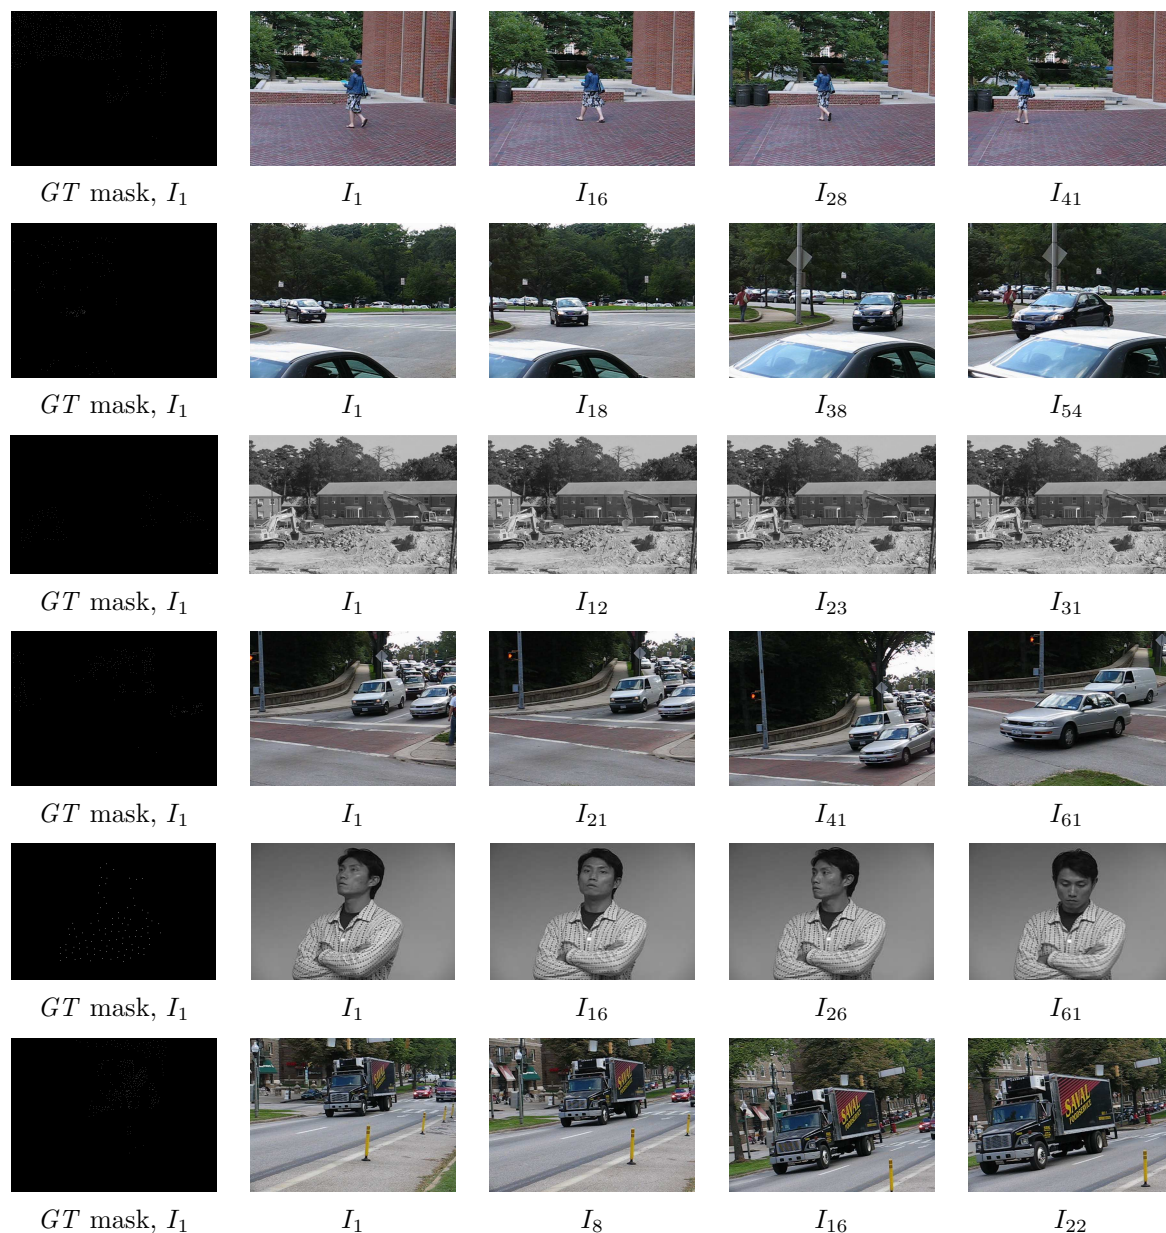 GT mask, I₁ I₁ I₁₆ I₂₈ I₄₁
GT mask, I₁ I₁ I₁₈ I₃₈ I₅₄
GT mask, I₁ I₁ I₁₂ I₂₃ I₃₁
GT mask, I₁ I₁ I₂₁ I₄₁ I₆₁
GT mask, I₁ I₁ I₁₆ I₂₆ I₆₁
SAVAL
FOODSERVICE
GT mask, I₁ I₁ I₈ I₁₆ I₂₂